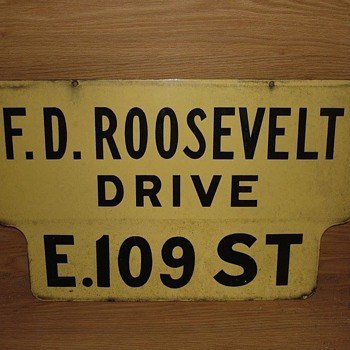 F.D. ROOSEVELT
DRIVE
E.109 ST